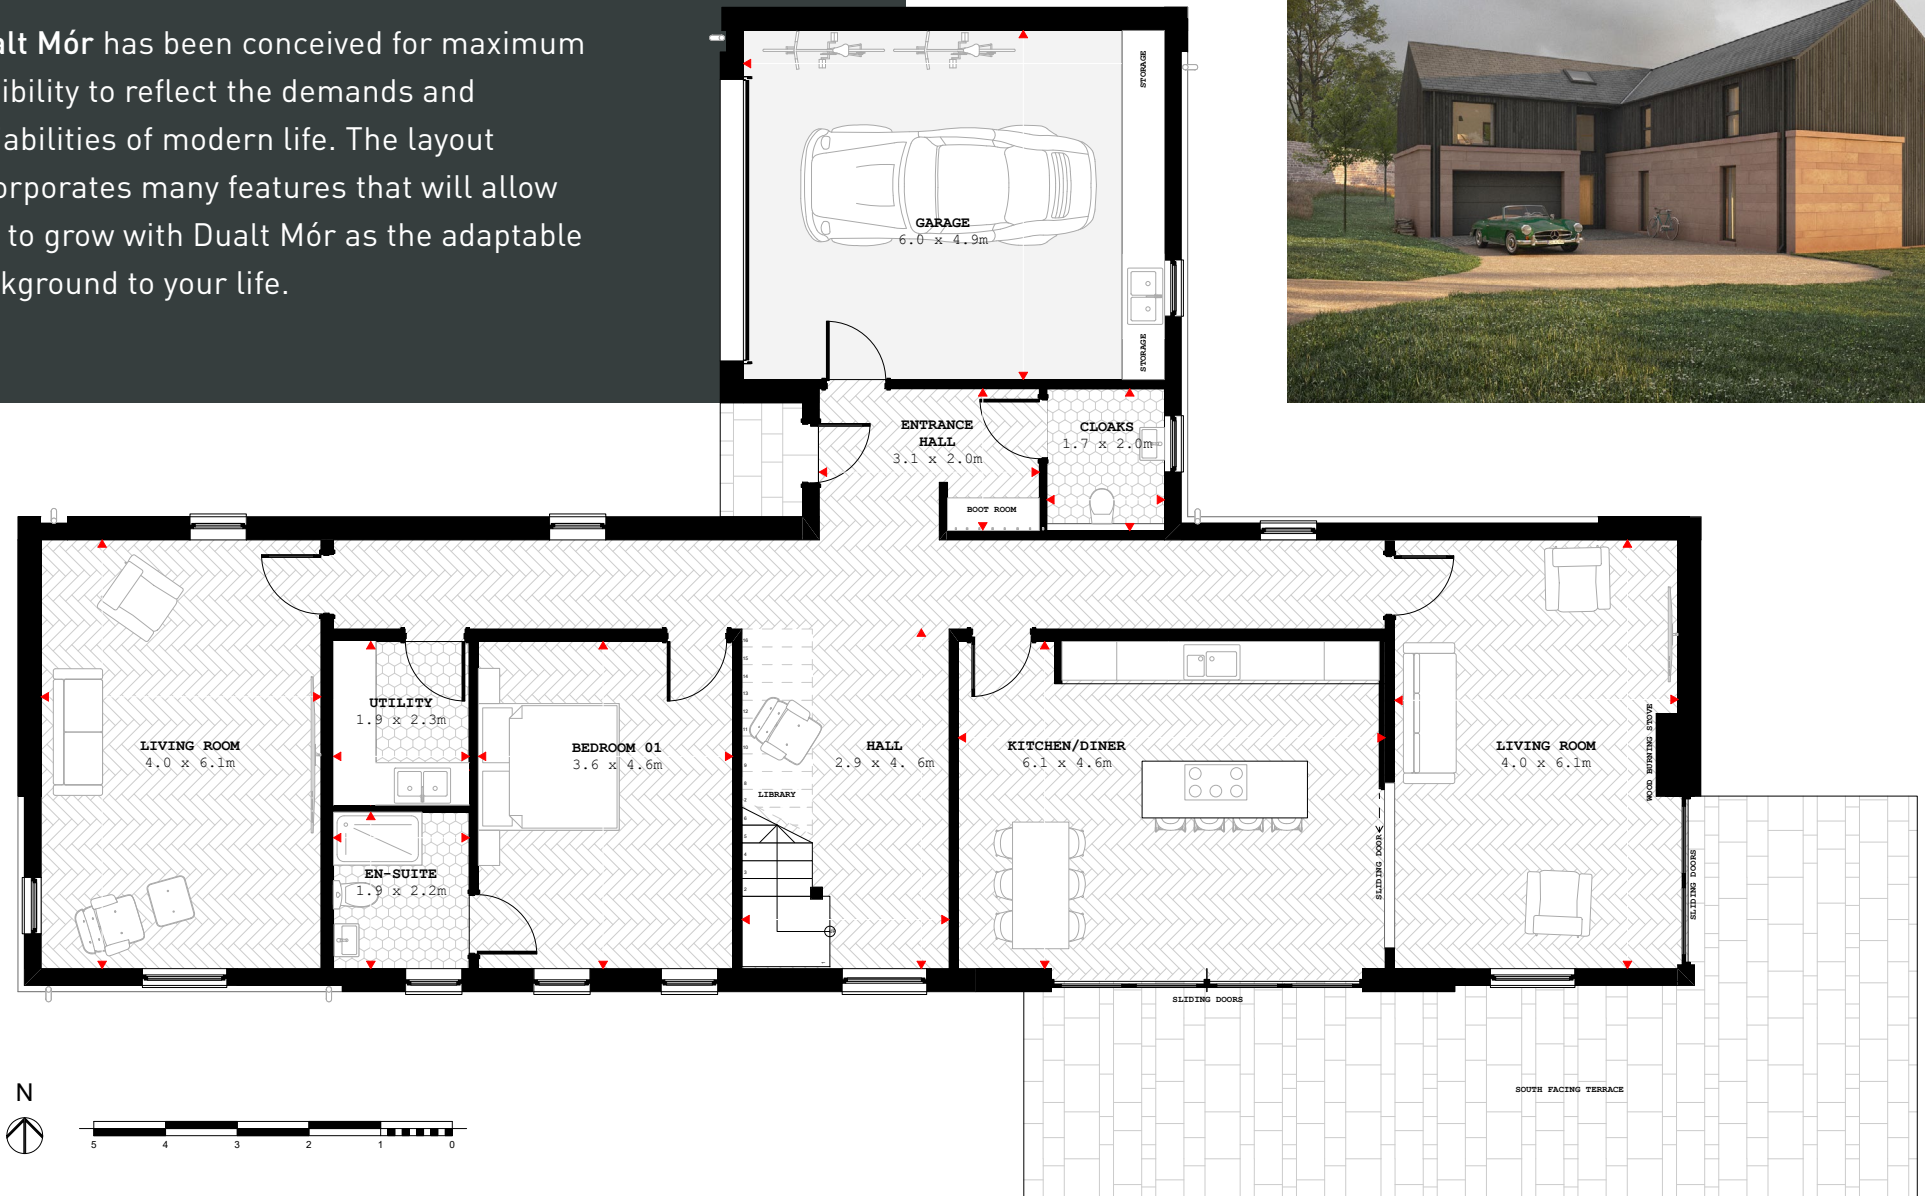 alt Mór has been conceived for maximum
ibility to reflect the demands and
abilities of modern life. The layout
orporates many features that will allow
to grow with Dualt Mór as the adaptable
kground to your life.
STORAGE
GARAGE
6.0 x 4.9m
STORAGE
ENTRANCE
HALL
3.1 x 2.0m
CLOAKS
1.7 x 2.0m
BOOT ROOM
LIVING ROOM
4.0 x 6.1m
UTILITY
1.9 x 2.3m
EN-SUITE
1.9 x 2.2m
BEDROOM 01
3.6 x 4.6m
LIBRARY
HALL
2.9 x 4. 6m
KITCHEN/DINER
6.1 x 4.6m
SLIDING DOOR
LIVING ROOM
4.0 x 6.1m
WOOD BURNING STOVE
SLIDING DOORS
SLIDING DOORS
SOUTH FACING TERRACE
N
5 4 3 2 1 0